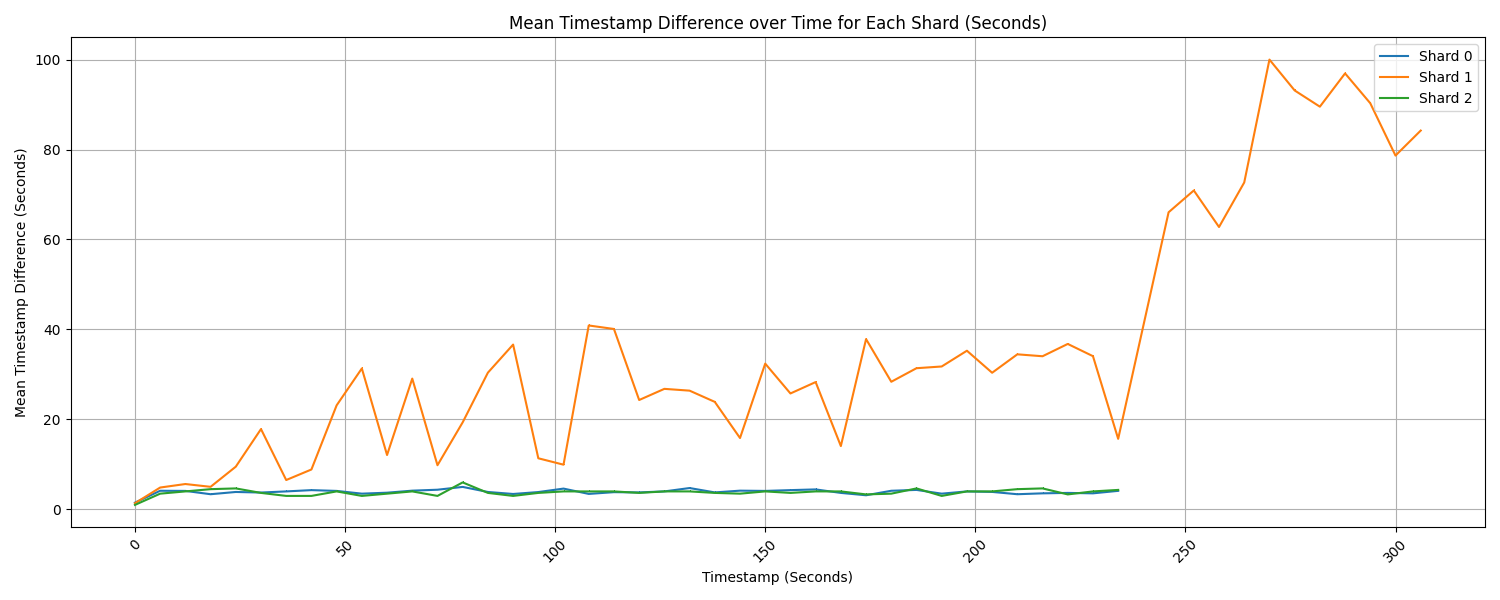 Mean Timestamp Difference over Time for Each Shard (Seconds)
Mean Timestamp Difference (Seconds)
100
80
60
40
20
0
Shard 0
Shard 1
Shard 2
0
50
100
150
200
250
300
Timestamp (Seconds)